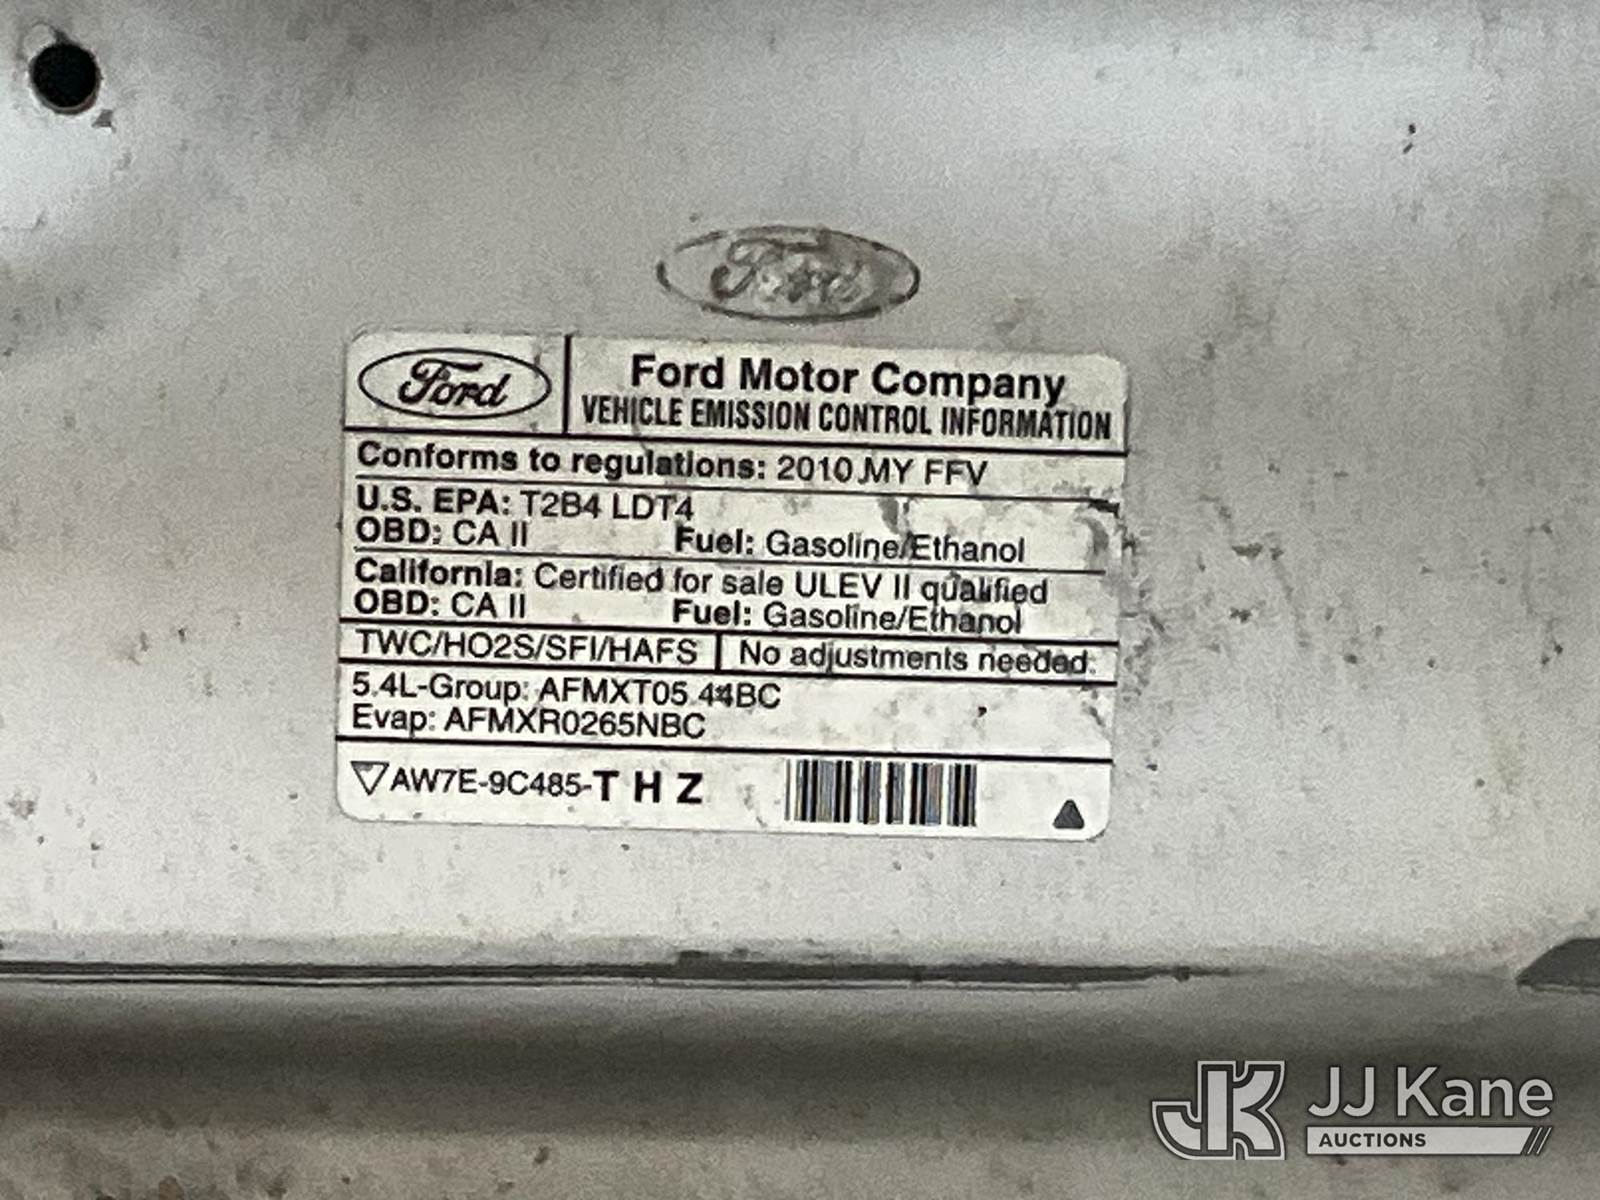 Ford
Ford
Ford Motor Company
VEHICLE EMISSION CONTROL INFORMATION
Conforms to regulations: 2010 MY FFV
U.S. EPA: T2B4 LDT4
OBD: CA II Fuel: Gasoline/Ethanol
California: Certified for sale ULEV II qualified
OBD: CA II Fuel: Gasoline/Ethanol
TWC/HO2S/SFI/HAFS No adjustments needed.
5.4L-Group: AFMXT05.44BC
Evap: AFMXR0265NBC
AW7E-9C485-T H Z
JK JJ Kane
AUCTIONS